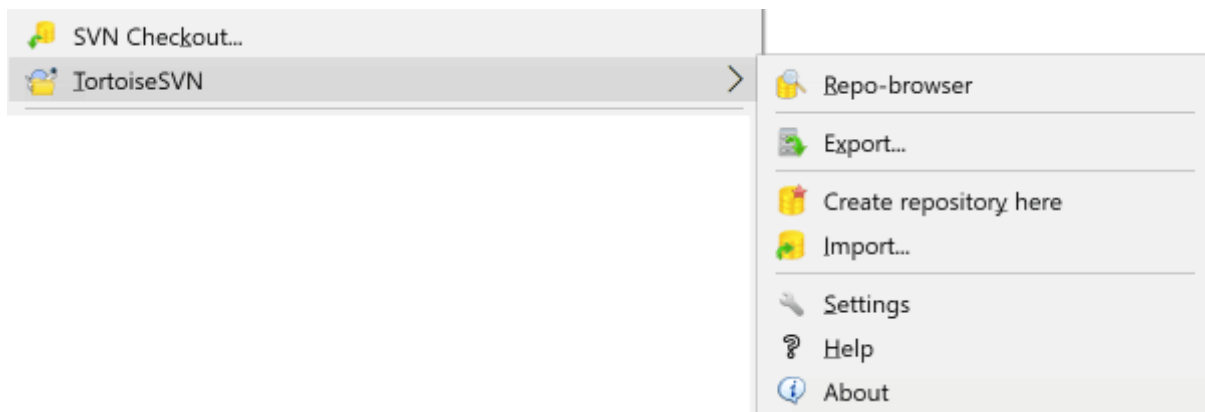 SVN Checkout...
TortoiseSVN
Repo-browser
Export...
Create repository here
Import...
Settings
Help
About